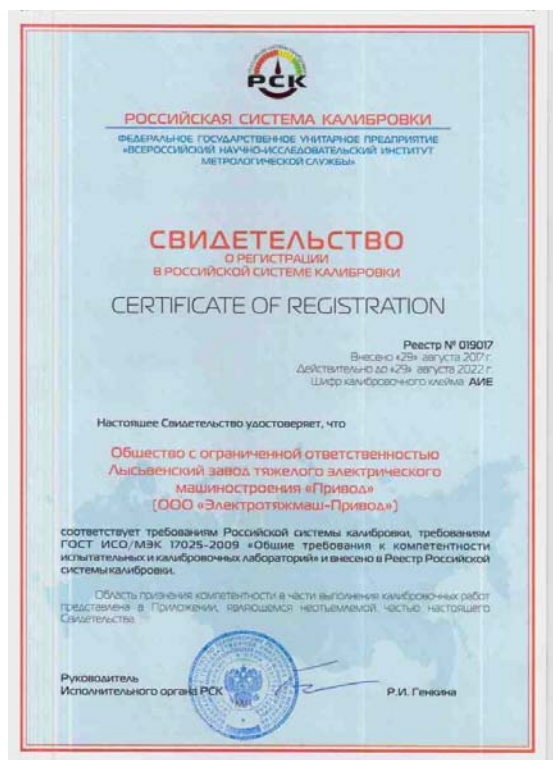 РСК
РОССИЙСКАЯ СИСТЕМА КАЛИБРОВКИ
ФЕДЕРАЛЬНОЕ ГОСУДАРСТВЕННОЕ УНИТАРНОЕ ПРЕДПРИЯТИЕ
«ВСЕРОССИЙСКИЙ НАУЧНО-ИССЛЕДОВАТЕЛЬСКИЙ ИНСТИТУТ
МЕТРОЛОГИЧЕСКОЙ СЛУЖБЫ»
СВИДЕТЕЛЬСТВО
О РЕГИСТРАЦИИ
В РОССИЙСКОЙ СИСТЕМЕ КАЛИБРОВКИ
CERTIFICATE OF REGISTRATION
Реестр № 019017
Внесено «29» августа 2017 г.
Действительно до «29» августа 2022 г.
Шифр калибровочного клейма АИЕ
Настоящее Свидетельство удостоверяет, что
Общество с ограниченной ответственностью
Лысьвенский завод тяжелого электрического
машиностроения «Привод»
(ООО «Электротяжмаш-Привод»)
соответствует требованиям Российской системы калибровки, требованиям
ГОСТ ИСО/МЭК 17025-2009 «Общие требования к компетентности
испытательных и калибровочных лабораторий» и внесено в Реестр Российской
системы калибровки.
Область признания компетентности в части выполнения калибровочных работ
представлена в Приложении, являющемся неотъемлемой частью настоящего
Свидетельства.
Руководитель
Исполнительного органа РСК
Р.И. Генкина